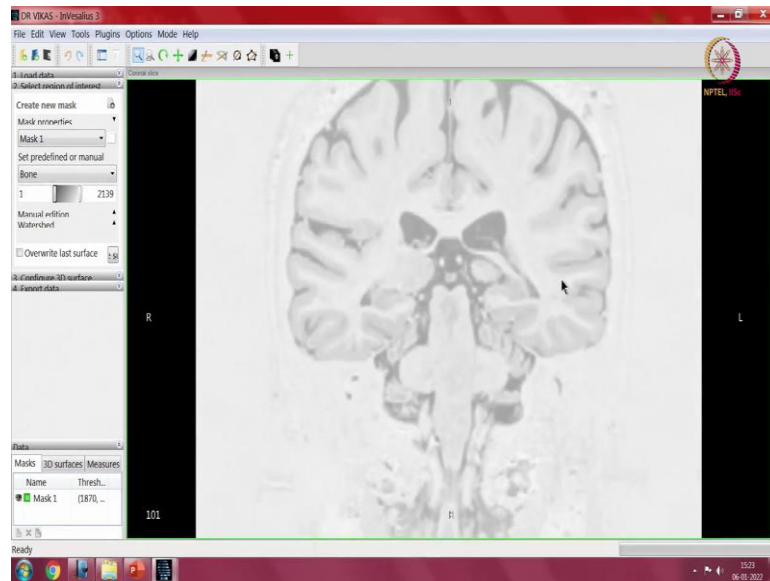 DR VIKAS - InVesalius 3
File Edit View Tools Plugins Options Mode Help
1. Load data
2. Select region of interest
Create new mask
Mask properties
Mask 1
Set predefined or manual
Bone
1 2139
Manual edition
Watershed
Overwrite last surface
3. Configure 3D surface
4. Export data
Data
Masks 3D surfaces Measures
Name Thresh..
Mask 1 (1870, ...
Coronal slice
R
L
101
NPTEL, IISc
Ready
15:23
06-01-2022